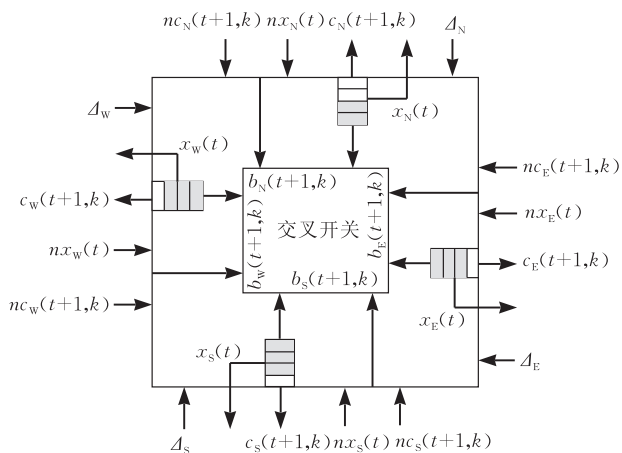 nc_N(t+1,k) nx_N(t) c_N(t+1,k) Δ_N
Δ_W
x_N(t)
x_W(t)
nc_E(t+1,k)
b_N(t+1,k)
c_W(t+1,k)
nx_E(t)
b_W(t+1,k)
交叉开关
b_E(t+1,k)
nx_W(t)
c_E(t+1,k)
b_S(t+1,k)
nc_W(t+1,k)
x_E(t)
x_S(t)
Δ_E
Δ_S
c_S(t+1,k) nx_S(t) nc_S(t+1,k)